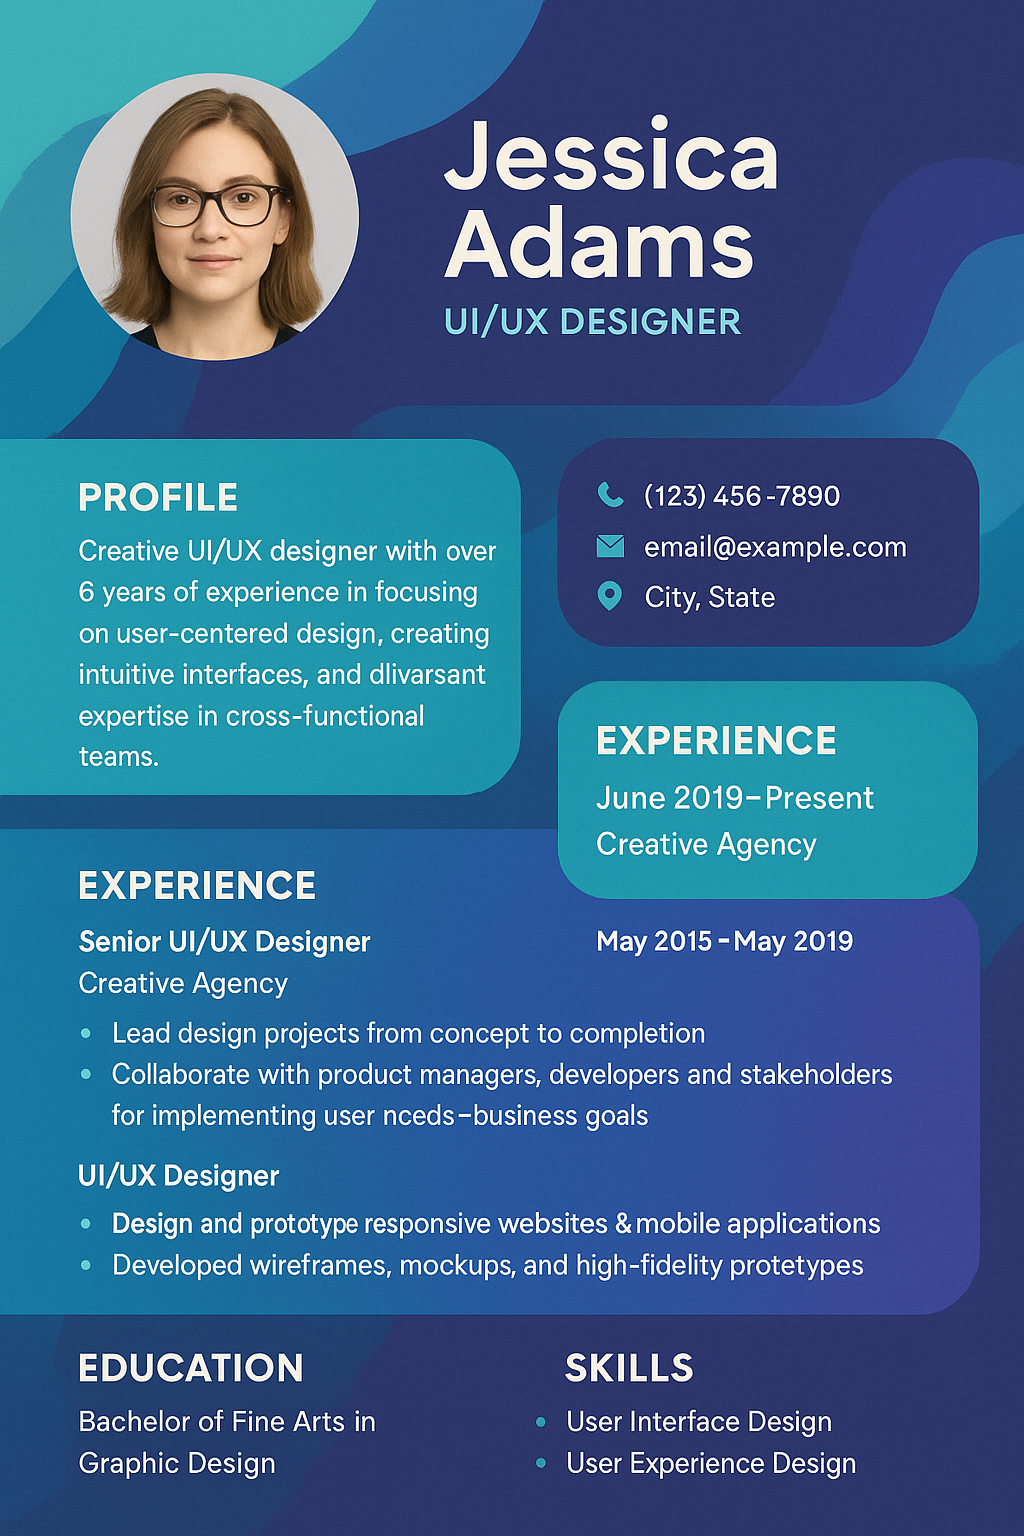 Jessica
Adams
UI/UX DESIGNER
PROFILE
Creative UI/UX designer with over
6 years of experience in focusing
on user-centered design, creating
intuitive interfaces, and dlivarsant
expertise in cross-functional
teams.
(123) 456-7890
email@example.com
City, State
EXPERIENCE
June 2019–Present
Creative Agency
EXPERIENCE
Senior UI/UX Designer
May 2015-May 2019
Creative Agency
• Lead design projects from concept to completion
• Collaborate with product managers, developers and stakeholders
for implementing user nceds–business goals
UI/UX Designer
• Design and prototype responsive websites & mobile applications
• Developed wireframes, mockups, and high-fidelity protetypes
EDUCATION
Bachelor of Fine Arts in
Graphic Design
SKILLS
• User Interface Design
• User Experience Design